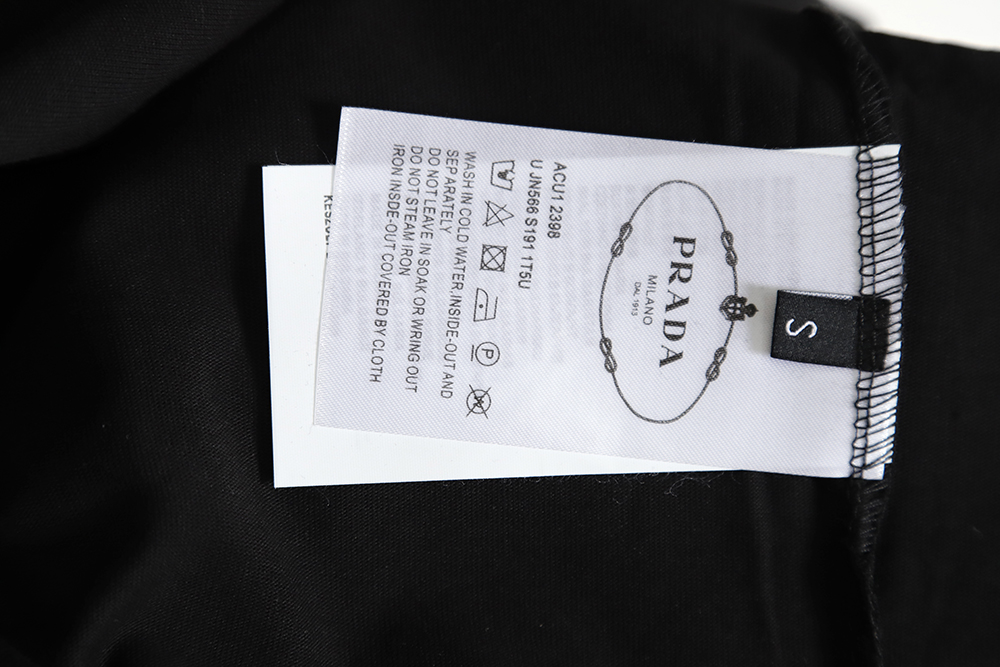 S
PRADA
MILANO
DAL 1913
ACU1 2398
U JN566 S191 1T5U
P
W
WASH IN COLD WATER,INSIDE-OUT AND
SEPARATELY
DO NOT LEAVE IN SOAK OR WRING OUT
DO NOT STEAM IRON
IRON INSDE-OUT COVERED BY CLOTH